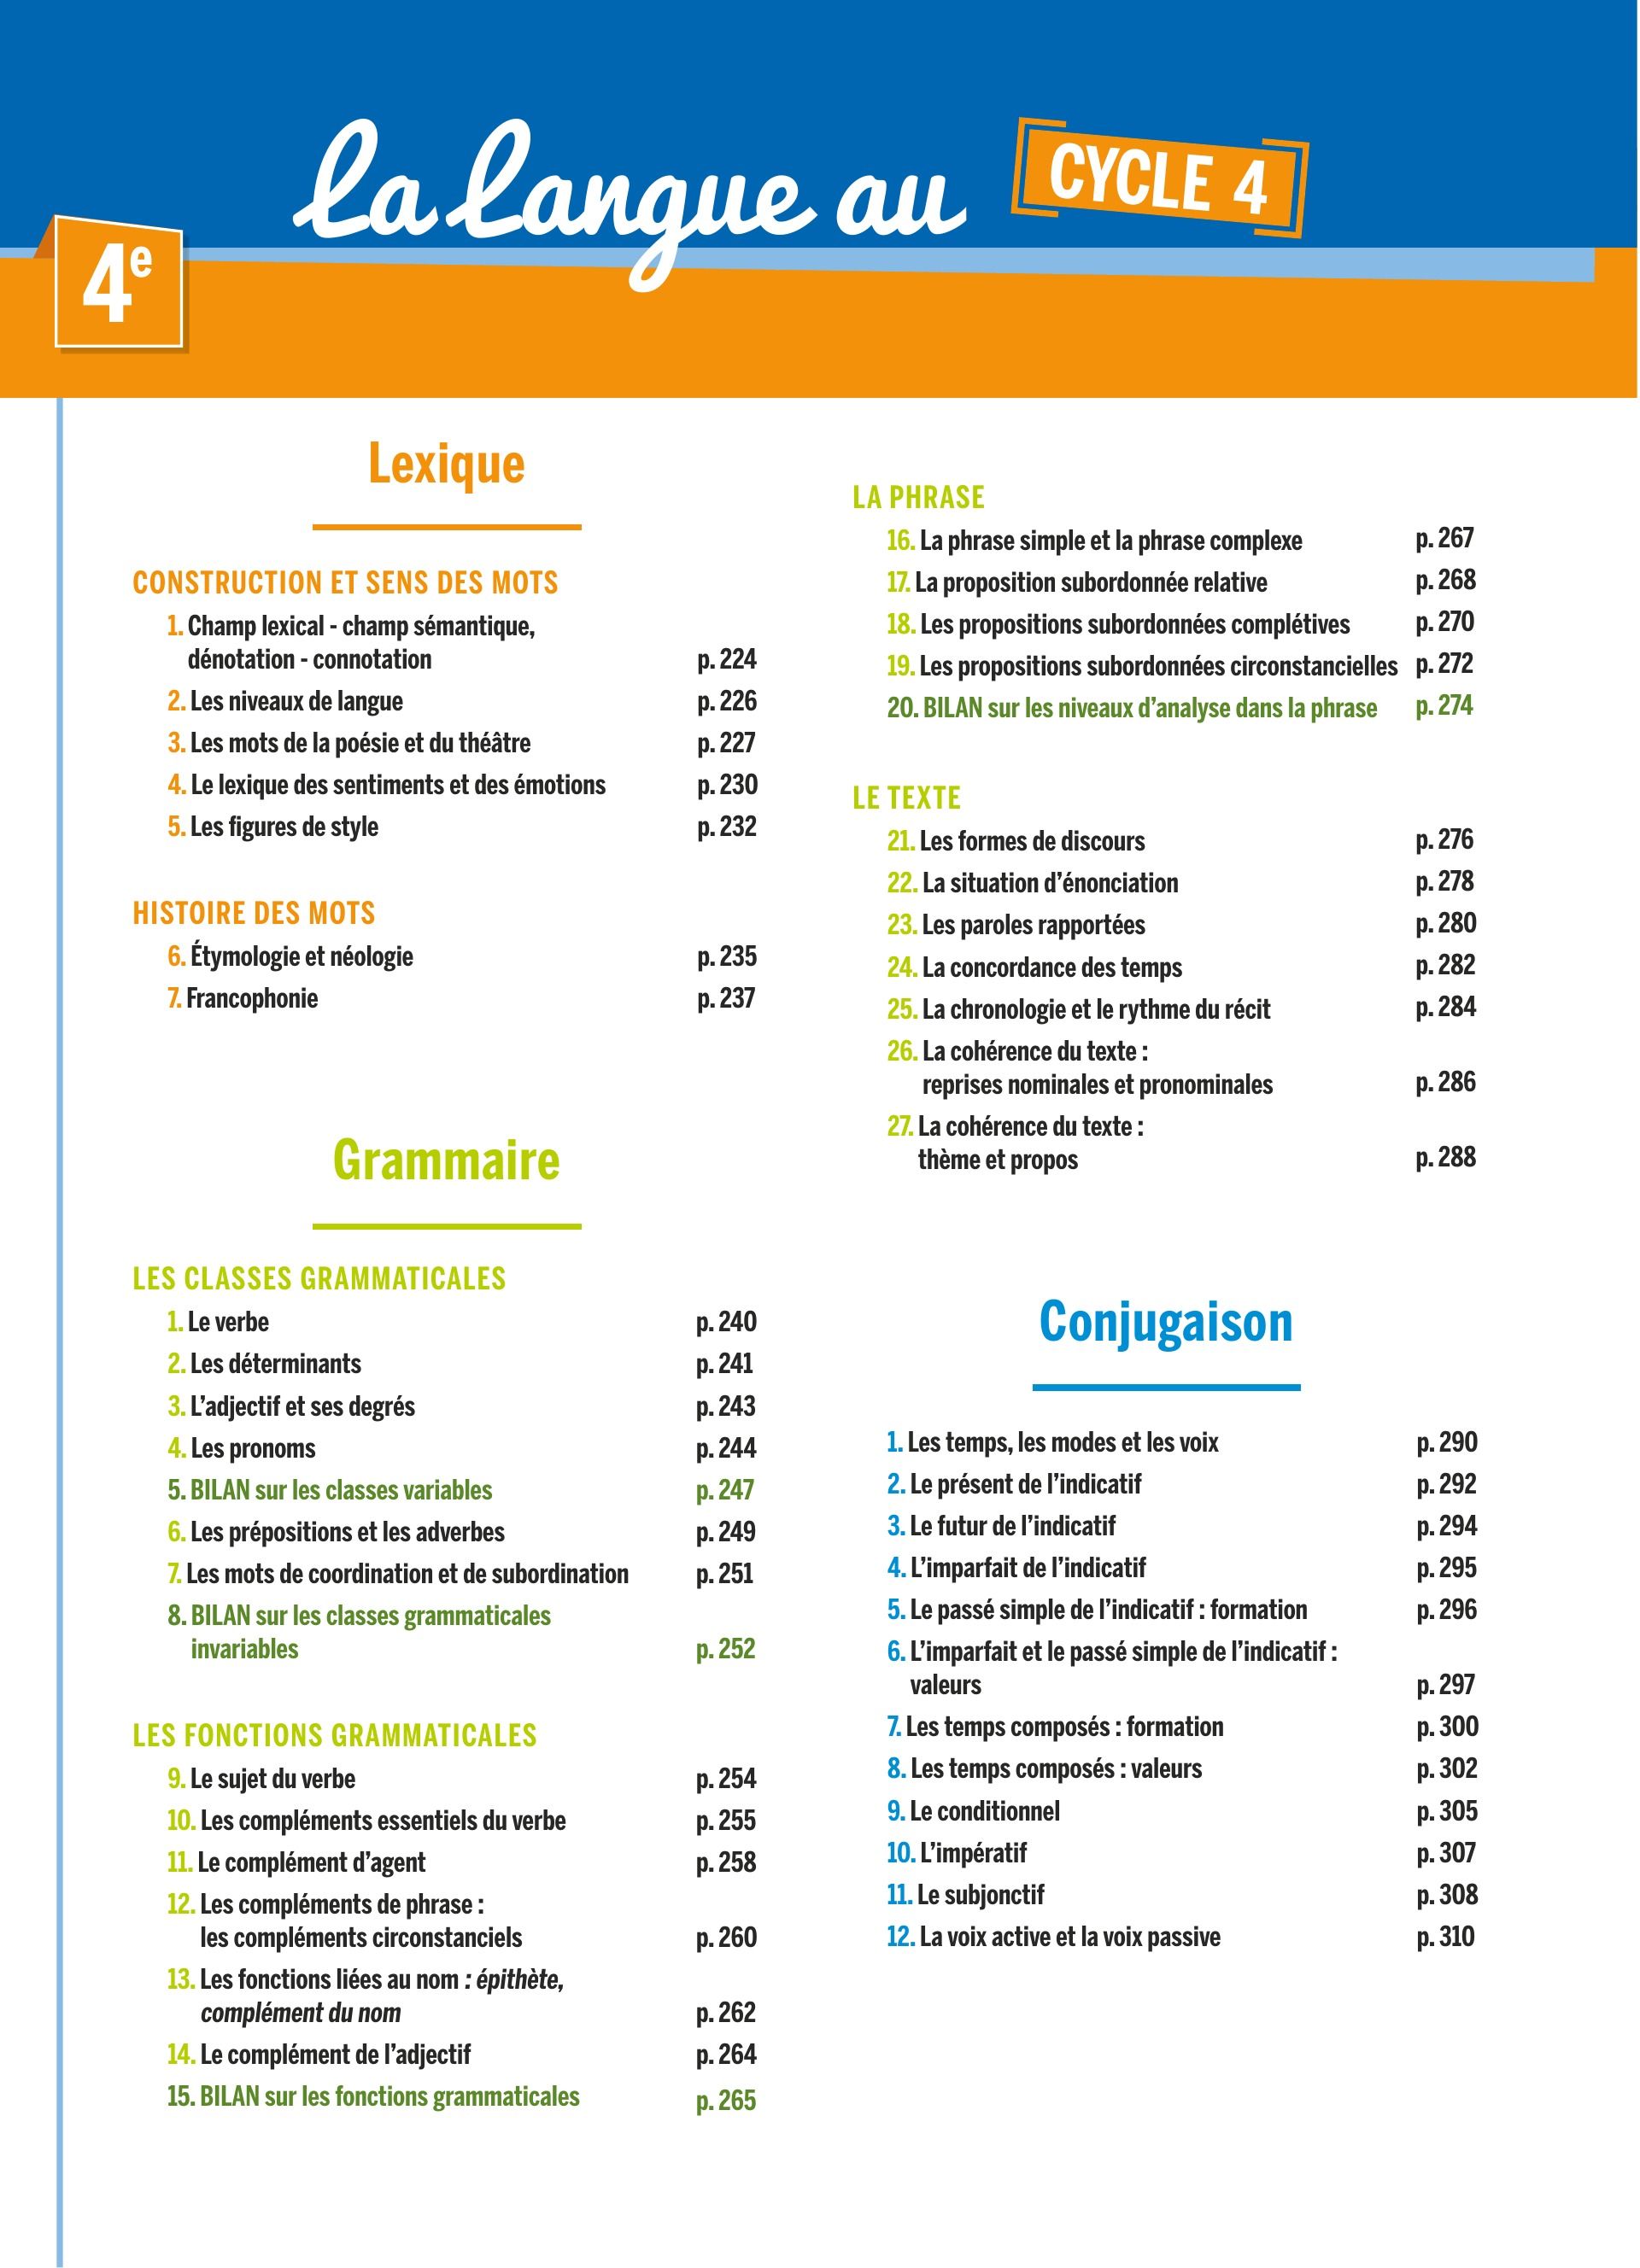 La Langue au CYCLE 4
4e
Lexique
CONSTRUCTION ET SENS DES MOTS
1. Champ lexical - champ sémantique,
dénotation - connotation p. 224
2. Les niveaux de langue p. 226
3. Les mots de la poésie et du théâtre p. 227
4. Le lexique des sentiments et des émotions p. 230
5. Les figures de style p. 232
HISTOIRE DES MOTS
6. Étymologie et néologie p. 235
7. Francophonie p. 237
Grammaire
LES CLASSES GRAMMATICALES
1. Le verbe p. 240
2. Les déterminants p. 241
3. L’adjectif et ses degrés p. 243
4. Les pronoms p. 244
5. BILAN sur les classes variables p. 247
6. Les prépositions et les adverbes p. 249
7. Les mots de coordination et de subordination p. 251
8. BILAN sur les classes grammaticales
invariables p. 252
LES FONCTIONS GRAMMATICALES
9. Le sujet du verbe p. 254
10. Les compléments essentiels du verbe p. 255
11. Le complément d’agent p. 258
12. Les compléments de phrase :
les compléments circonstanciels p. 260
13. Les fonctions liées au nom : épithète,
complément du nom p. 262
14. Le complément de l’adjectif p. 264
15. BILAN sur les fonctions grammaticales p. 265
LA PHRASE
16. La phrase simple et la phrase complexe p. 267
17. La proposition subordonnée relative p. 268
18. Les propositions subordonnées complétives p. 270
19. Les propositions subordonnées circonstancielles p. 272
20. BILAN sur les niveaux d’analyse dans la phrase p. 274
LE TEXTE
21. Les formes de discours p. 276
22. La situation d’énonciation p. 278
23. Les paroles rapportées p. 280
24. La concordance des temps p. 282
25. La chronologie et le rythme du récit p. 284
26. La cohérence du texte :
reprises nominales et pronominales p. 286
27. La cohérence du texte :
thème et propos p. 288
Conjugaison
1. Les temps, les modes et les voix p. 290
2. Le présent de l’indicatif p. 292
3. Le futur de l’indicatif p. 294
4. L’imparfait de l’indicatif p. 295
5. Le passé simple de l’indicatif : formation p. 296
6. L’imparfait et le passé simple de l’indicatif :
valeurs p. 297
7. Les temps composés : formation p. 300
8. Les temps composés : valeurs p. 302
9. Le conditionnel p. 305
10. L’impératif p. 307
11. Le subjonctif p. 308
12. La voix active et la voix passive p. 310